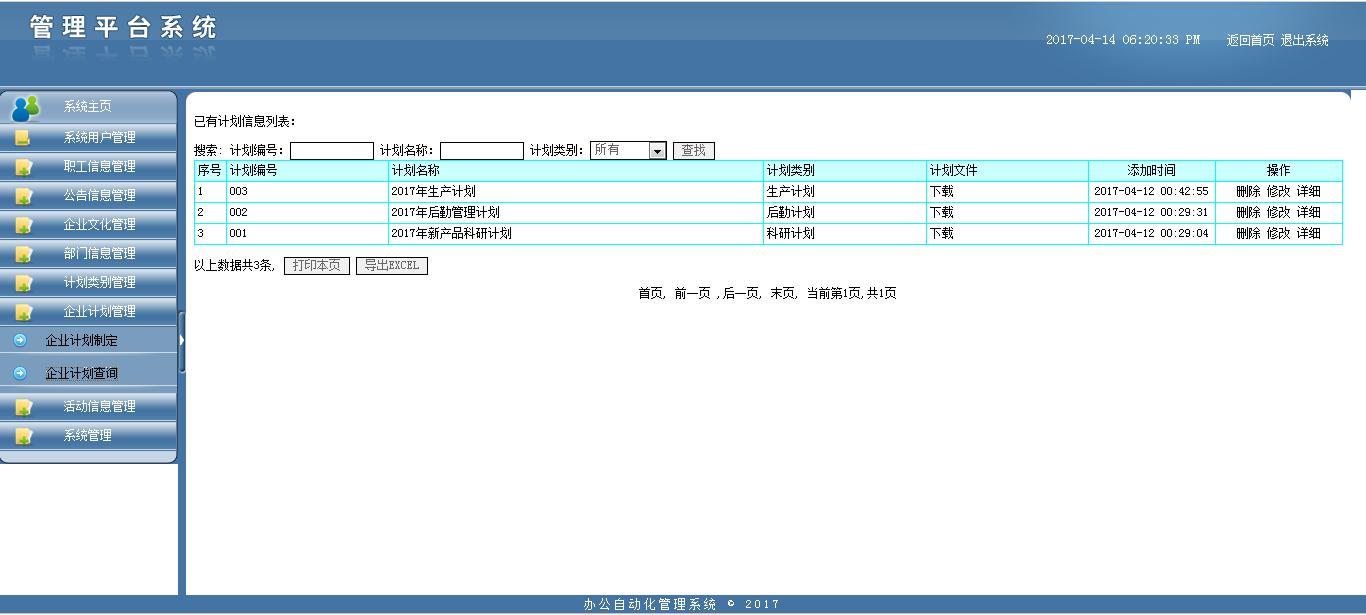 管理平台系统
2017-04-14 06:20:33 PM 返回首页 退出系统
系统主页
系统用户管理
职工信息管理
公告信息管理
企业文化管理
部门信息管理
计划类别管理
企业计划管理
企业计划制定
企业计划查询
活动信息管理
系统管理
已有计划信息列表:
搜索: 计划编号: 计划名称: 计划类别: 所有 查找
序号 计划编号 计划名称 计划类别 计划文件 添加时间 操作
1 003 2017年生产计划 生产计划 下载 2017-04-12 00:42:55 删除 修改 详细
2 002 2017年后勤管理计划 后勤计划 下载 2017-04-12 00:29:31 删除 修改 详细
3 001 2017年新产品科研计划 科研计划 下载 2017-04-12 00:29:04 删除 修改 详细
以上数据共3条, 打印本页 导出EXCEL
首页, 前一页 ,后一页, 末页, 当前第1页,共1页
办公自动化管理系统 © 2017